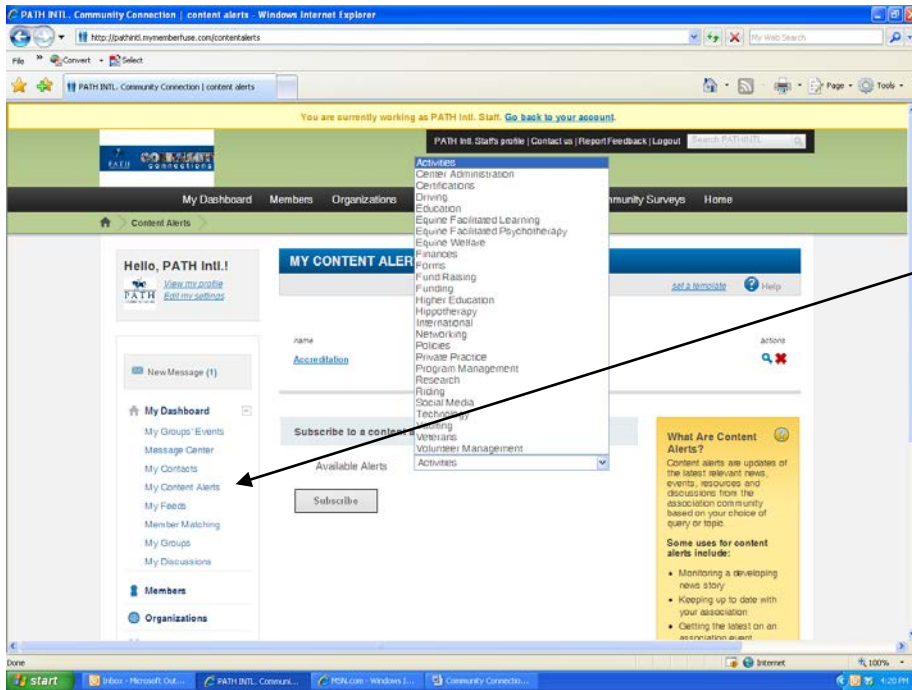 PATH INTL. Community Connection | content alerts - Windows Internet Explorer
http://pathintl.mymemberfuse.com/contentalerts
My Web Search
File » Convert Select
PATH INTL. Community Connection | content alerts
Page Tools
You are currently working as PATH Intl. Staff. Go back to your account.
PATH Intl. Staff's profile | Contact us | Report Feedback | Logout Search PATHINTL
PATH
connections
My Dashboard Members Organizations Surveys Home
Content Alerts
Activities
Center Administration
Certifications
Driving
Education
Equine Facilitated Learning
Equine Facilitated Psychotherapy
Equine Welfare
Finances
Forms
Fund Raising
Funding
Higher Education
Hippotherapy
International
Networking
Policies
Private Practice
Program Management
Research
Riding
Social Media
Technology
Vaulting
Veterans
Volunteer Management
Hello, PATH Intl.!
View my profile
Edit my settings
PATH
New Message (1)
My Dashboard
My Groups' Events
Message Center
My Contacts
My Content Alerts
My Feeds
Member Matching
My Groups
My Discussions
Members
Organizations
MY CONTENT ALER
set a template Help
name actions
Accreditation
Subscribe to a content a
Available Alerts Activities
Subscribe
What Are Content
Alerts?
Content alerts are updates of
the latest relevant news,
events, resources and
discussions from the
association community
based on your choice of
query or topic.
Some uses for content
alerts include:
• Monitoring a developing
news story
• Keeping up to date with
your association
• Getting the latest on an
association event
Done Internet 100%
start Inbox - Microsoft Out... PATH INTL. Communi... MSN.com - Windows I... Community Connectio... 4:20 PM